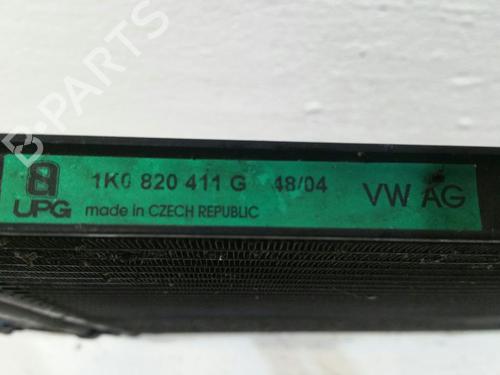 1K0 820 411 G 48/04 VW AG
UPG made in CZECH REPUBLIC
B-PARTS